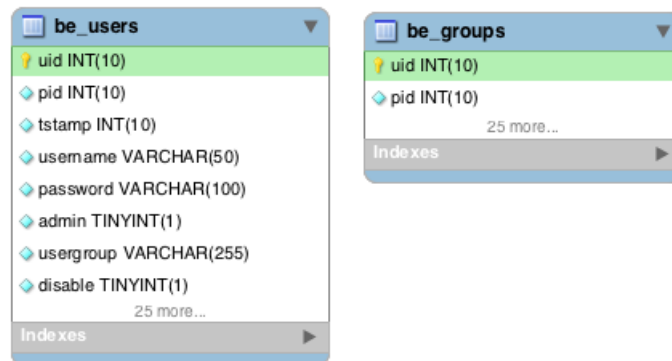 be_users
uid INT(10)
pid INT(10)
tstamp INT(10)
username VARCHAR(50)
password VARCHAR(100)
admin TINYINT(1)
usergroup VARCHAR(255)
disable TINYINT(1)
25 more...
Indexes
be_groups
uid INT(10)
pid INT(10)
25 more...
Indexes